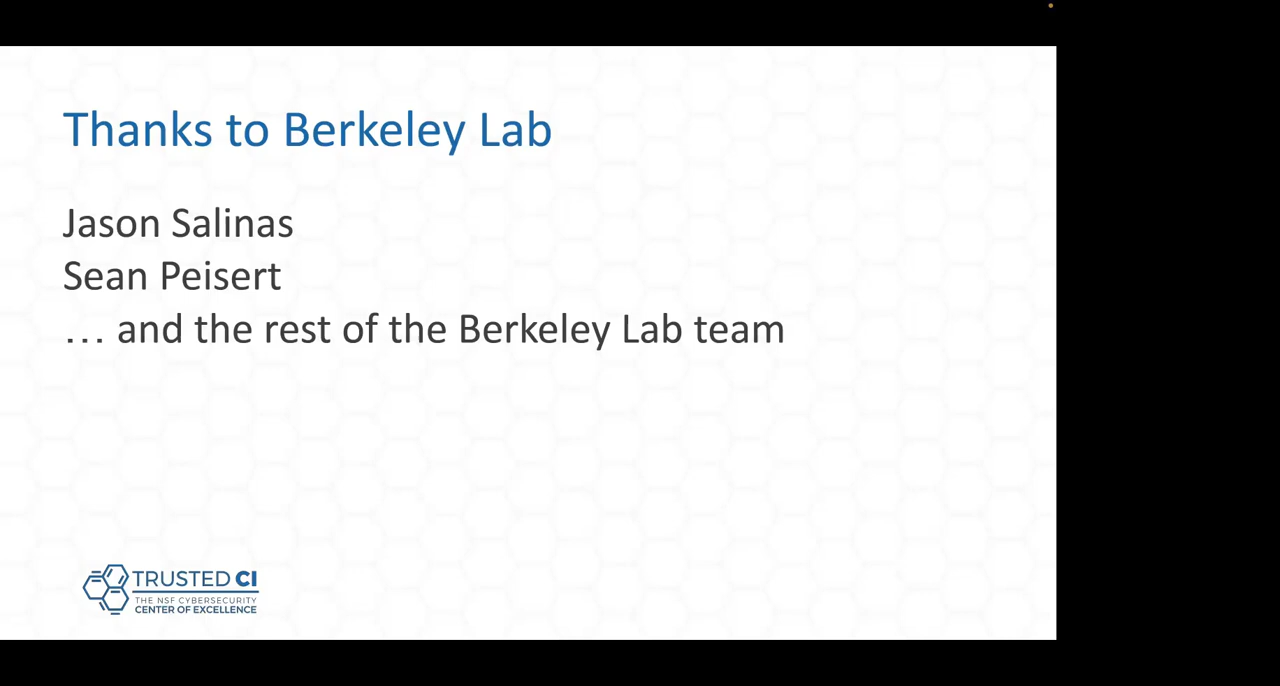 Thanks to Berkeley Lab
Jason Salinas
Sean Peisert
… and the rest of the Berkeley Lab team
TRUSTED CI
THE NSF CYBERSECURITY
CENTER OF EXCELLENCE